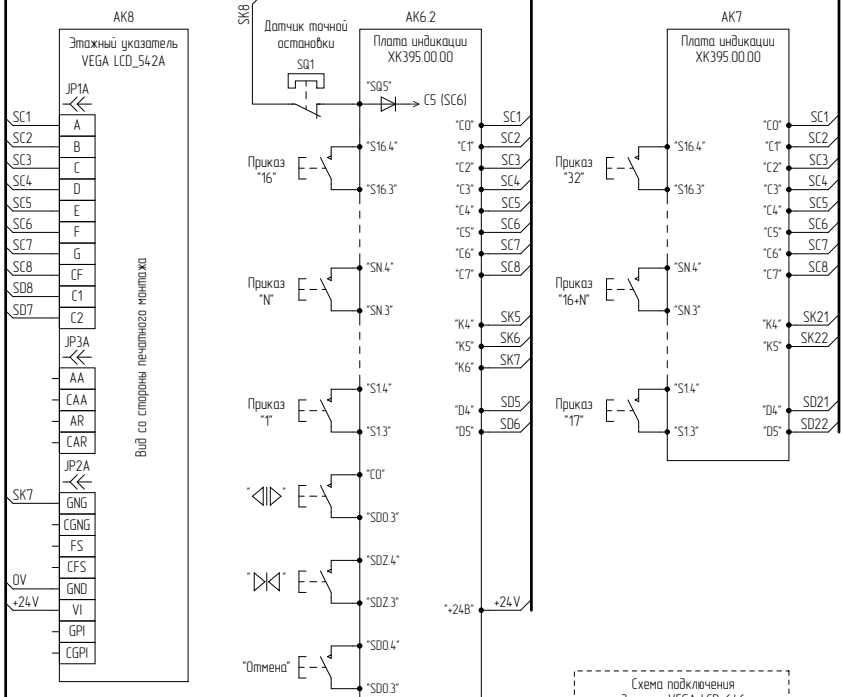 AK8
Этажный указатель
VEGA LCD_542A
JP1A
SC1 A
SC2 B
SC3 C
SC4 D
SC5 E
SC6 F
SC7 G
SC8 CF
SD8 C1
SD7 C2
JP3A
AA
CAA
AR
CAR
JP2A
SK7 GNG
CGNG
FS
CFS
0V GND
+24V VI
GPI
CGPI
Вид со стороны печатного монтажа
SK8
Датчик точной
остановки
SQ1
AK6.2
Плата индикации
ХК395.00.00
"SQ5"
C5 (SC6)
Приказ
"16"
"S16.4"
"S16.3"
Приказ
"N"
"SN.4"
"SN.3"
Приказ
"1"
"S1.4"
"S1.3"
"C0"
"SD0.3"
"SDZ.4"
"SDZ.3"
"Отмена"
"SD0.4"
"SD0.3"
"C0" SC1
"C1" SC2
"C2" SC3
"C3" SC4
"C4" SC5
"C5" SC6
"C6" SC7
"C7" SC8
"K4" SK5
"K5" SK6
"K6" SK7
"D4" SD5
"D5" SD6
"+24В" +24V
AK7
Плата индикации
ХК395.00.00
Приказ
"32"
"S16.4"
"S16.3"
Приказ
"16+N"
"SN.4"
"SN.3"
Приказ
"17"
"S1.4"
"S1.3"
"C0" SC1
"C1" SC2
"C2" SC3
"C3" SC4
"C4" SC5
"C5" SC6
"C6" SC7
"C7" SC8
"K4" SK21
"K5" SK22
"D4" SD21
"D5" SD22
Схема подключения